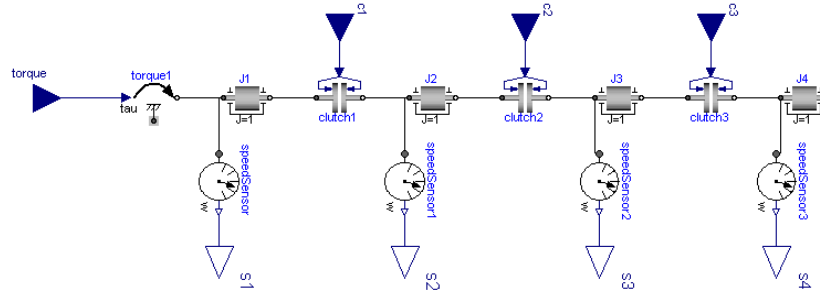 c1
c2
c3
torque
torque1
J1
J2
J3
J4
tau
J=1
clutch1
J=1
clutch2
J=1
clutch3
J=1
speedSensor
speedSensor1
speedSensor2
speedSensor3
w
w
w
w
S1
S2
S3
S4